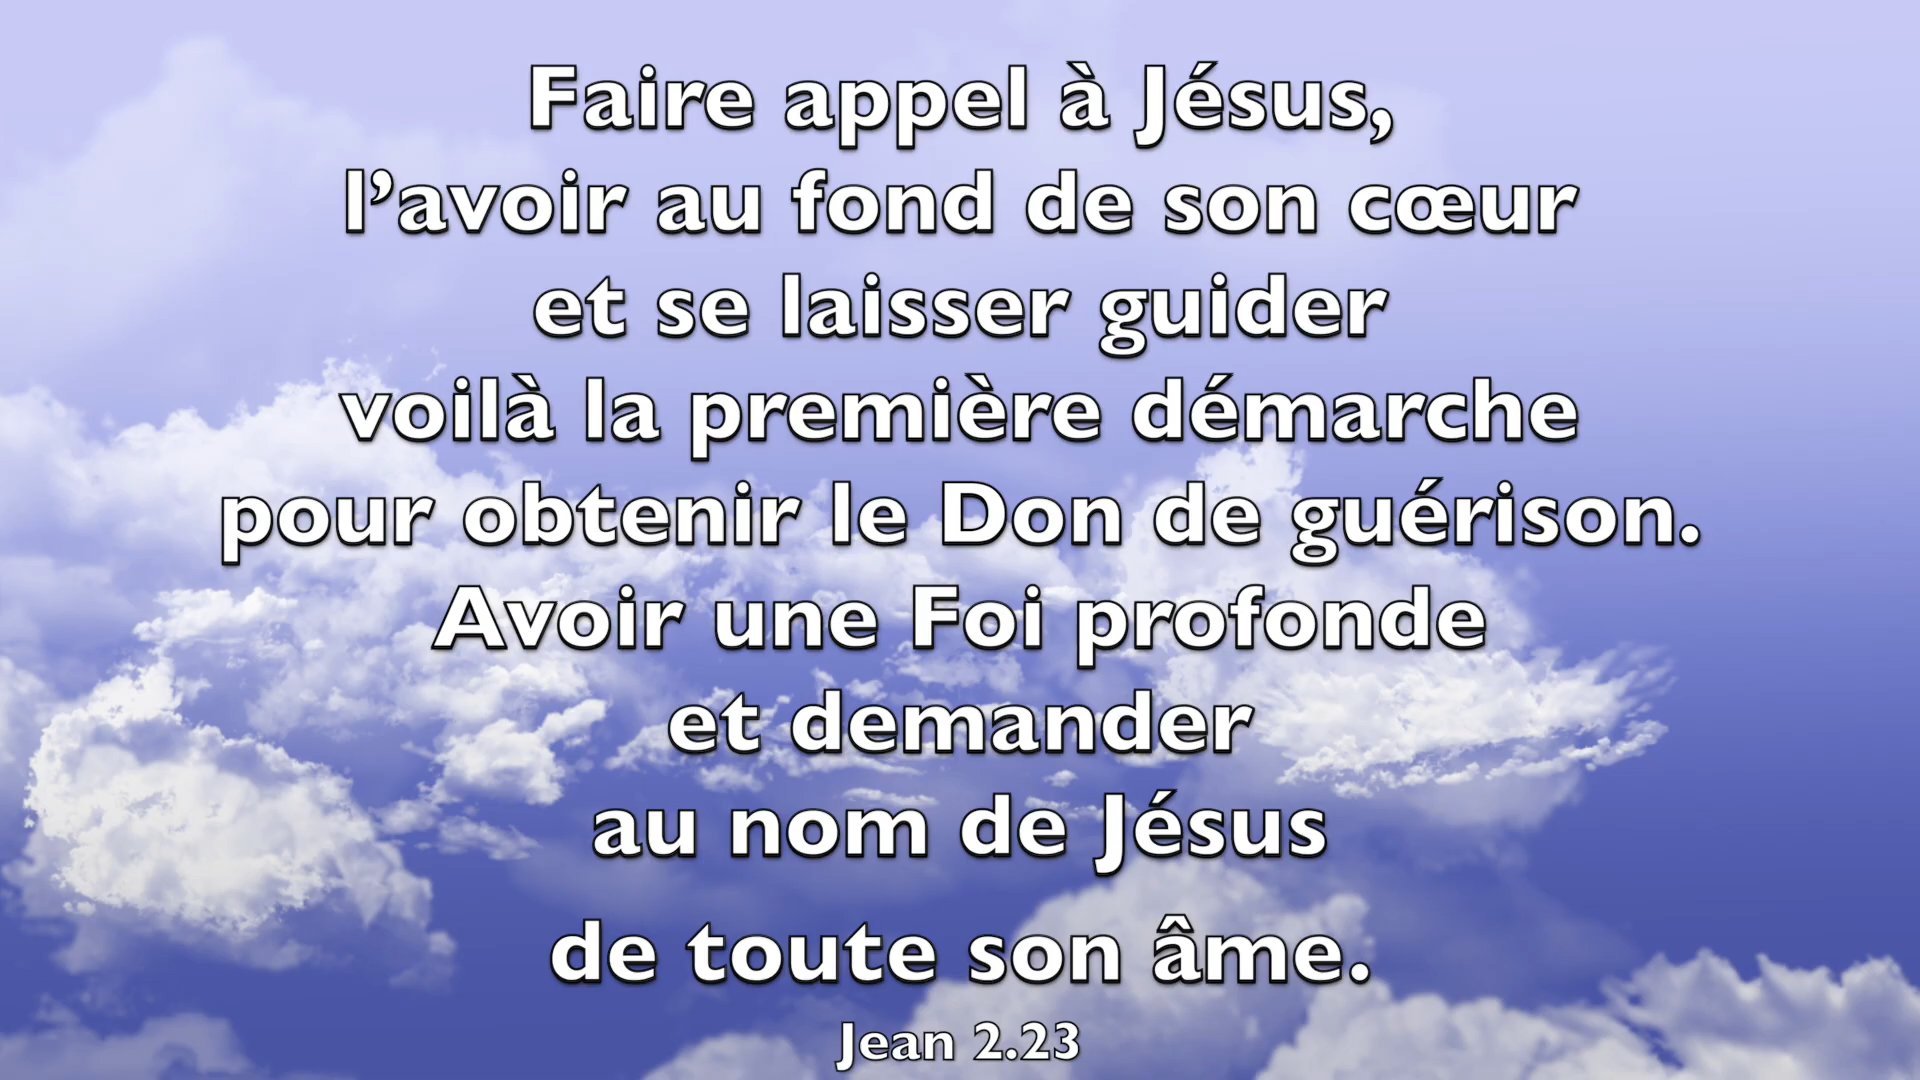 Faire appel à Jésus,
l’avoir au fond de son cœur
et se laisser guider
voilà la première démarche
pour obtenir le Don de guérison.
Avoir une Foi profonde
et demander
au nom de Jésus
de toute son âme.
Jean 2.23